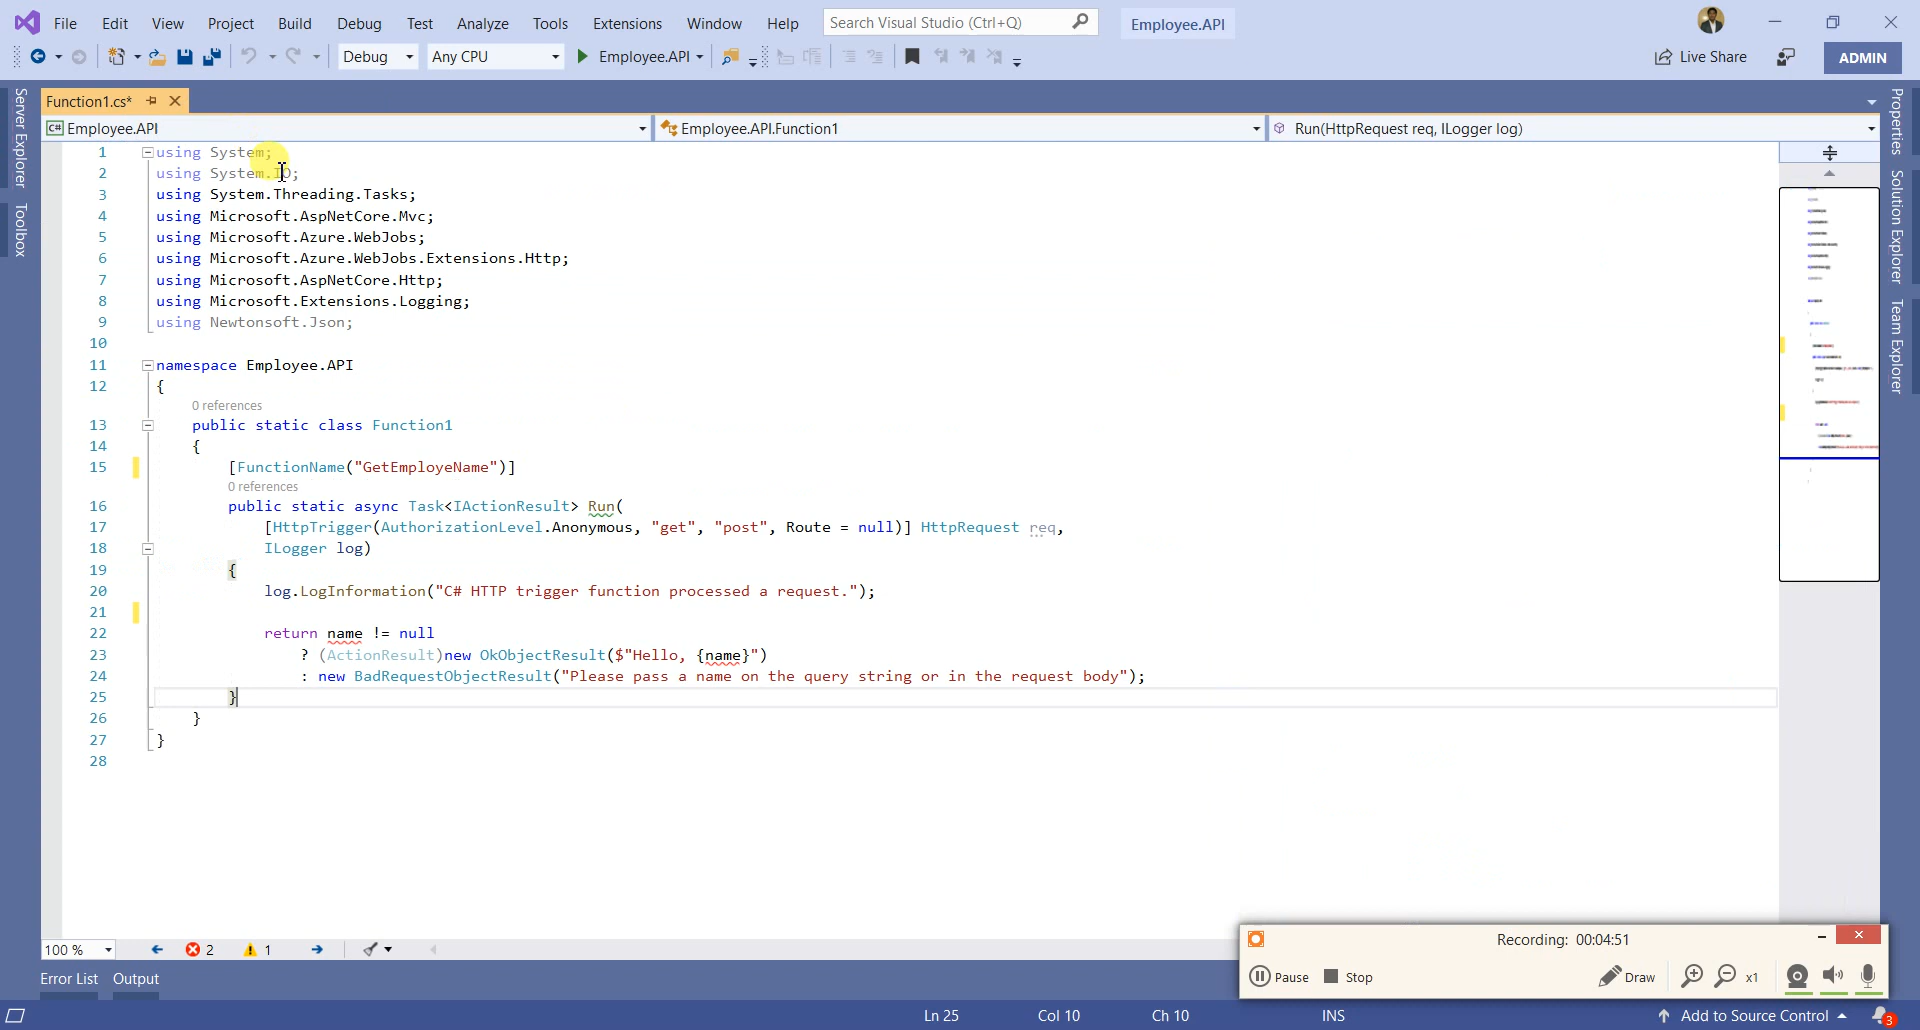 File Edit View Project Build Debug Test Analyze Tools Extensions Window Help Search Visual Studio (Ctrl+Q) Employee.API
Debug Any CPU Employee.API Live Share ADMIN
Function1.cs*
C# Employee.API Employee.API.Function1 Run(HttpRequest req, ILogger log)
Server Explorer
Toolbox
Properties
Solution Explorer
Team Explorer
1 using System;
2 using System.IO;
3 using System.Threading.Tasks;
4 using Microsoft.AspNetCore.Mvc;
5 using Microsoft.Azure.WebJobs;
6 using Microsoft.Azure.WebJobs.Extensions.Http;
7 using Microsoft.AspNetCore.Http;
8 using Microsoft.Extensions.Logging;
9 using Newtonsoft.Json;
10
11 namespace Employee.API
12 {
0 references
13 public static class Function1
14 {
15 [FunctionName("GetEmployeName")]
0 references
16 public static async Task<IActionResult> Run(
17 [HttpTrigger(AuthorizationLevel.Anonymous, "get", "post", Route = null)] HttpRequest req,
18 ILogger log)
19 {
20 log.LogInformation("C# HTTP trigger function processed a request.");
21
22 return name != null
23 ? (ActionResult)new OkObjectResult($"Hello, {name}")
24 : new BadRequestObjectResult("Please pass a name on the query string or in the request body");
25 }
26 }
27 }
28
100 % 2 1
Recording: 00:04:51
Pause Stop Draw x1
Error List Output
Ln 25 Col 10 Ch 10 INS Add to Source Control 3